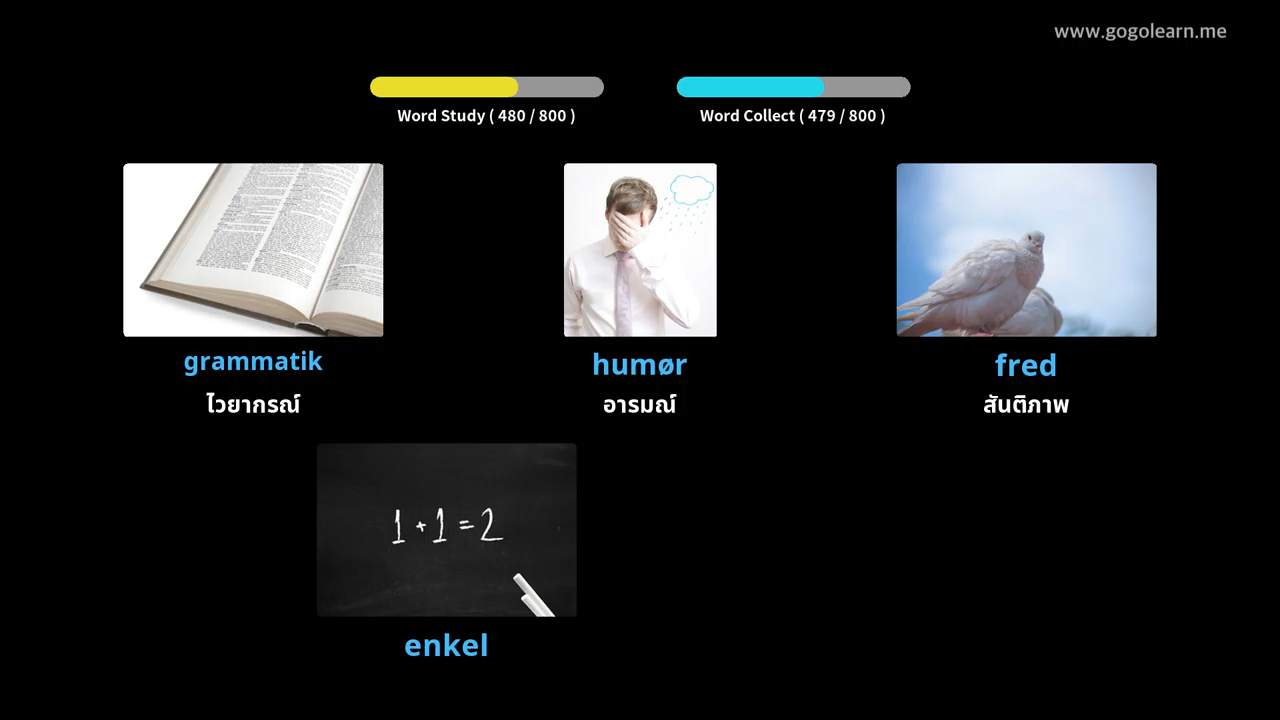 www.gogolearn.me
Word Study ( 480 / 800 )
Word Collect ( 479 / 800 )
grammatik
humør
fred
ไวยากรณ์
อารมณ์
สันติภาพ
1 + 1 = 2
enkel